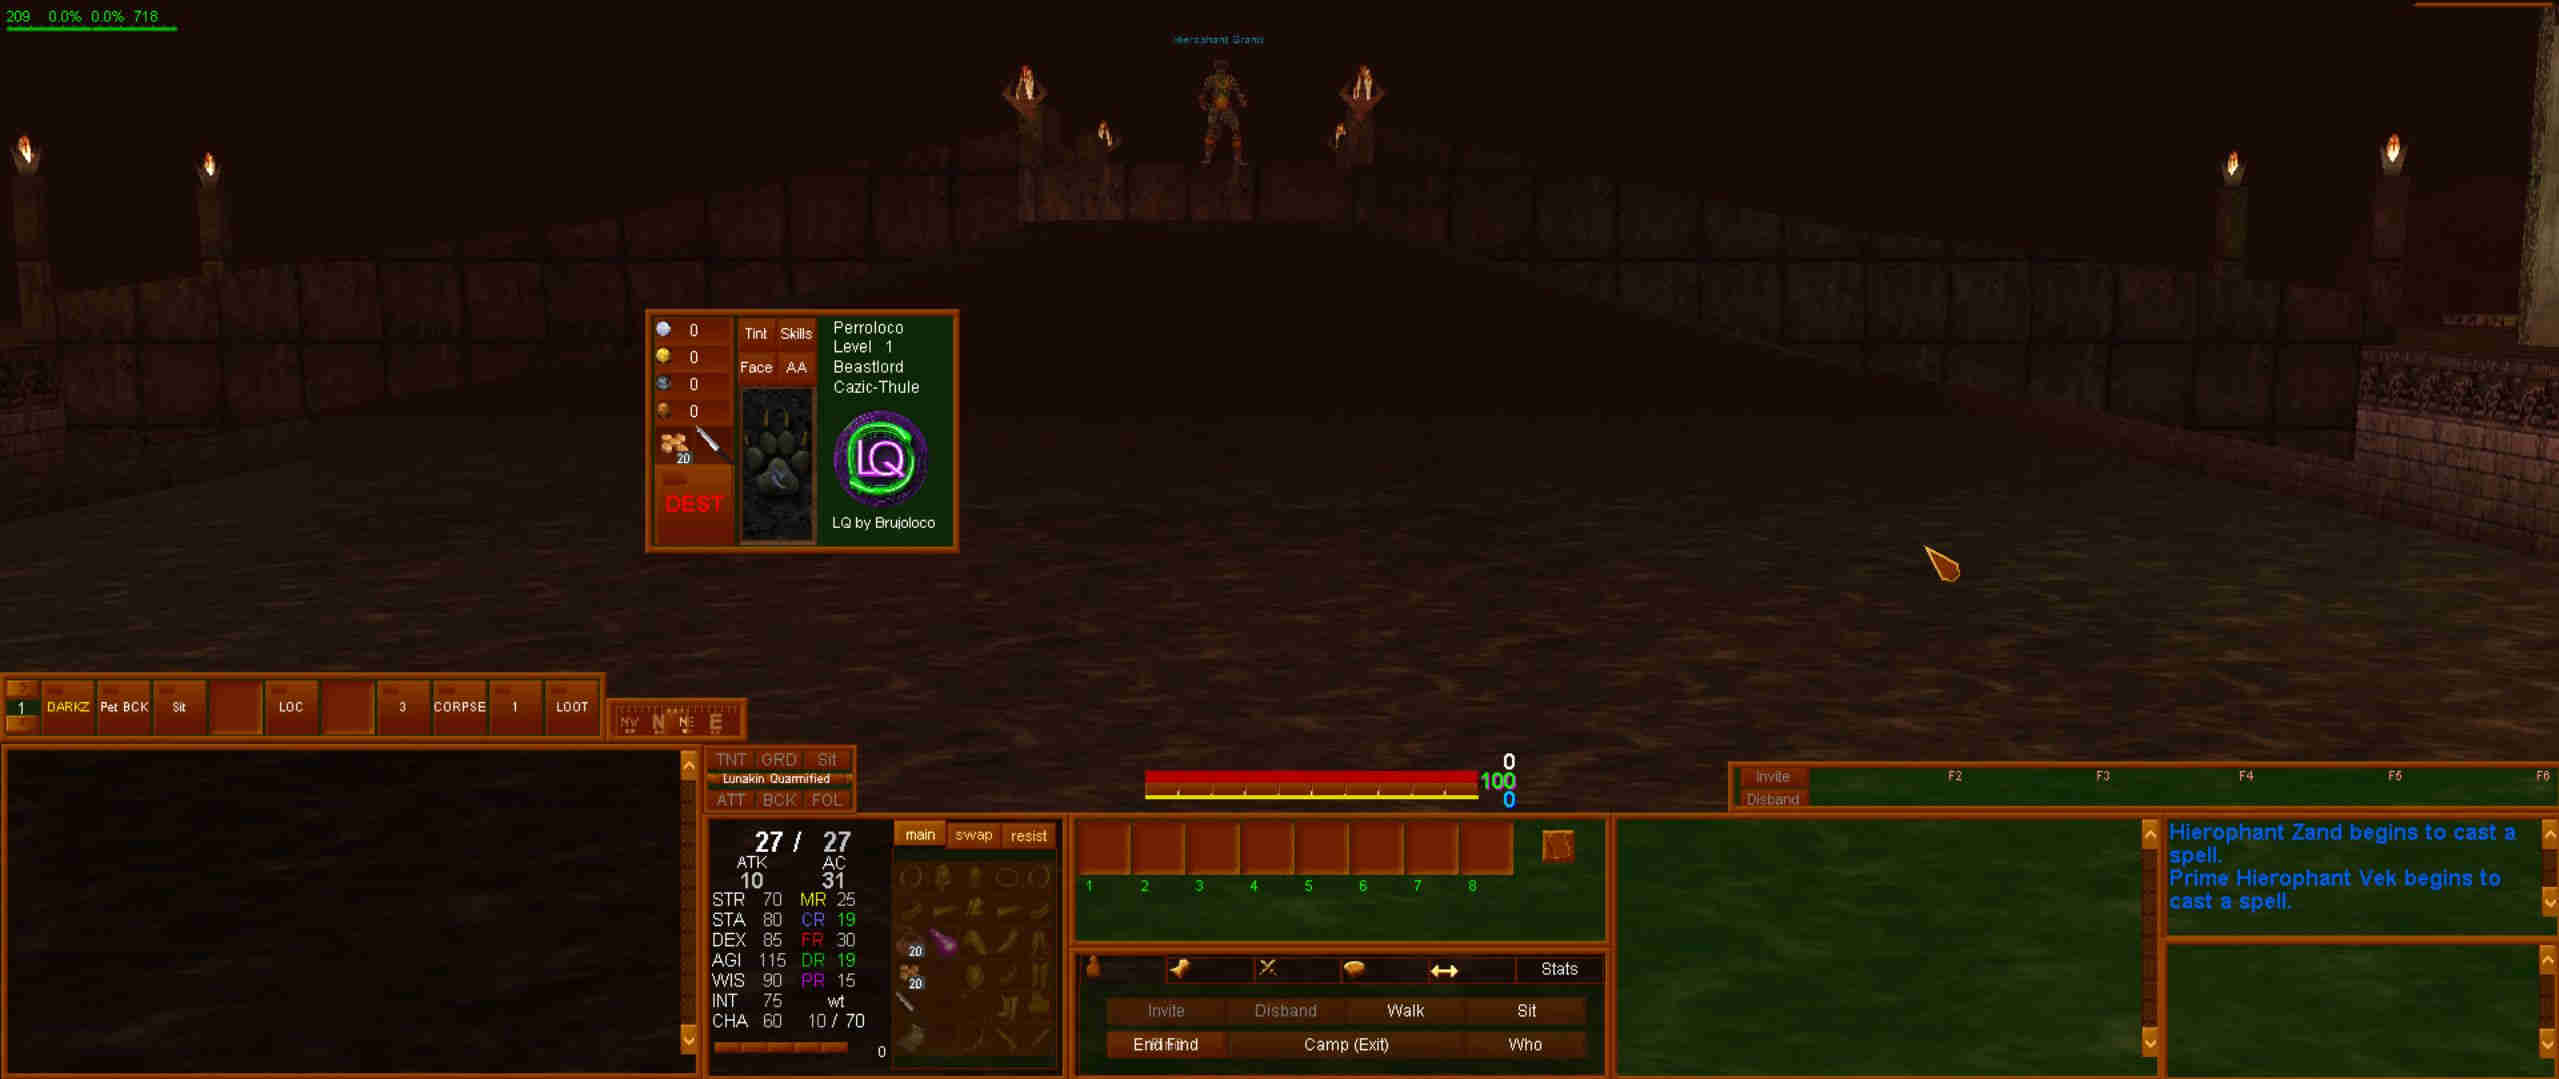 209 0.0% 0.0% 718
0
0
0
0
20
DEST
Tint Skills
Face AA
Perroloco
Level 1
Beastlord
Cazic-Thule
LQ
LQ by Brujoloco
1 DARKZ Pet BCK Sit LOC 3 CORPSE 1 LOOT
NW N NE E
TNT GRD Sit
Lunakin Quarmified
ATT BCK FOL
0
100
0
27 / 27
ATK AC
10 31
STR 70 MR 25
STA 80 CR 19
DEX 85 FR 30
AGI 115 DR 19
WIS 90 PR 15
INT 75 wt
CHA 60 10 / 70
0
main swap resist
20
20
1 2 3 4 5 6 7 8
Stats
Invite Disband Walk Sit
End Find Camp (Exit) Who
Invite F2 F3 F4 F5 F6
Disband
Hierophant Zand begins to cast a
spell.
Prime Hierophant Vek begins to
cast a spell.